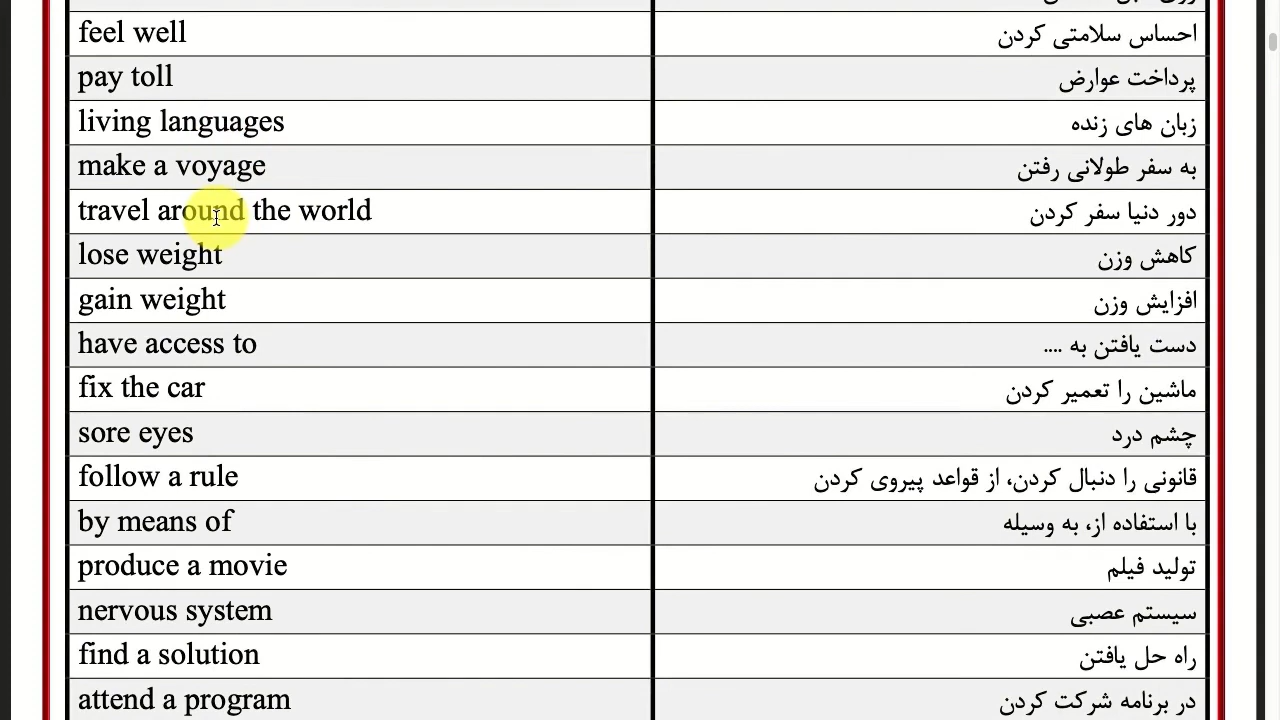 feel well احساس سلامتی کردن
pay toll پرداخت عوارض
living languages زبان های زنده
make a voyage به سفر طولانی رفتن
travel around the world دور دنیا سفر کردن
lose weight کاهش وزن
gain weight افزایش وزن
have access to دست یافتن به ....
fix the car ماشین را تعمیر کردن
sore eyes چشم درد
follow a rule قانونی را دنبال کردن، از قواعد پیروی کردن
by means of با استفاده از، به وسیله
produce a movie تولید فیلم
nervous system سیستم عصبی
find a solution راه حل یافتن
attend a program در برنامه شرکت کردن